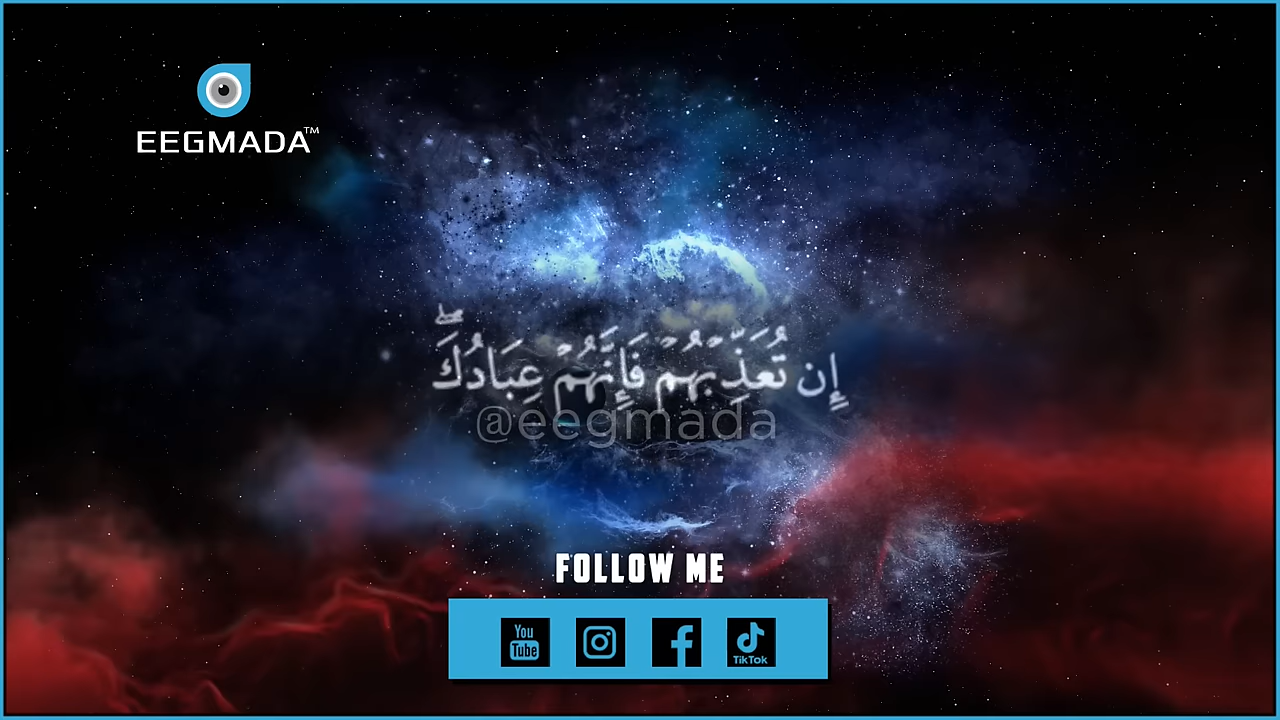 EEGMADA™
إِن تُعَذِّبۡهُمۡ فَإِنَّهُمۡ عِبَادُكَۖ
@eegmada
FOLLOW ME
You Tube
TikTok